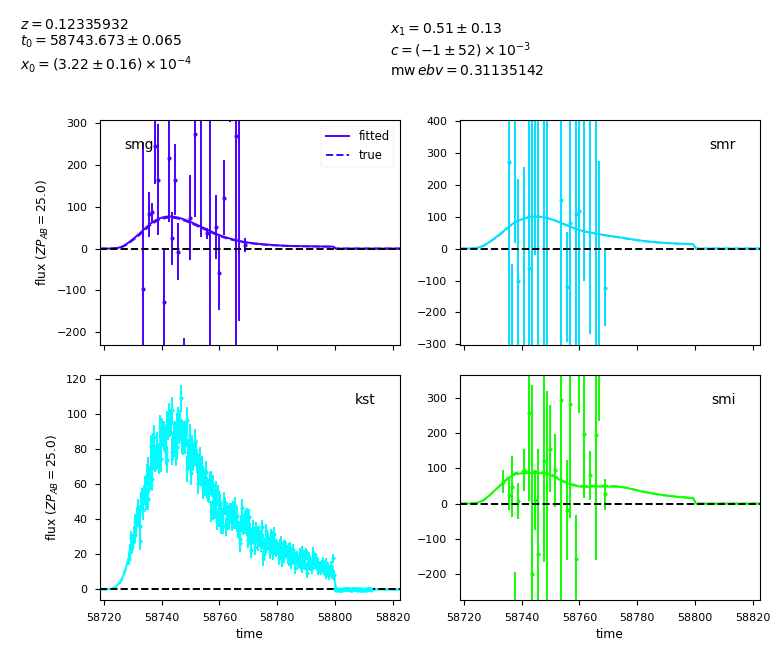 z = 0.12335932
t₀ = 58743.673 ± 0.065
x₀ = (3.22 ± 0.16) × 10⁻⁴
x₁ = 0.51 ± 0.13
c = (−1 ± 52) × 10⁻³
mw ebv = 0.31135142
smg
fitted
true
300
200
100
0
−100
−200
flux (ZP_AB = 25.0)
smr
400
300
200
100
0
−100
−200
−300
kst
120
100
80
60
40
20
0
flux (ZP_AB = 25.0)
58720 58740 58760 58780 58800 58820
time
smi
300
200
100
0
−100
−200
58720 58740 58760 58780 58800 58820
time